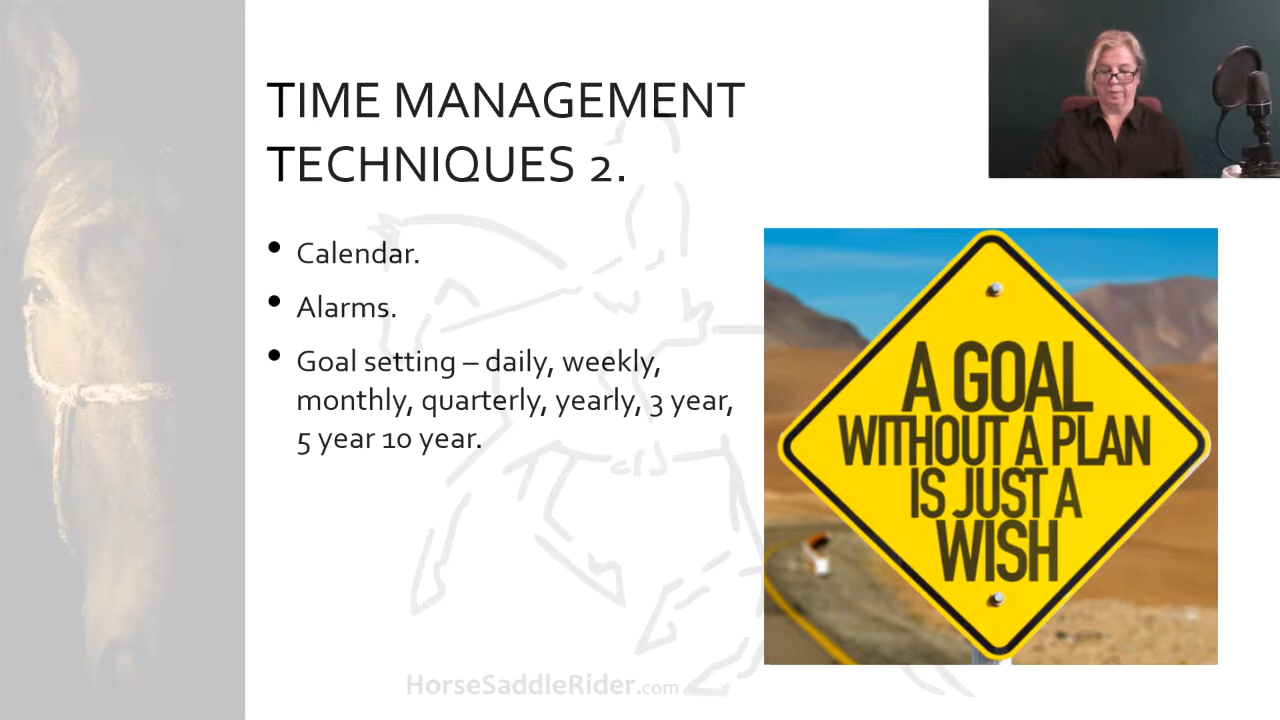 TIME MANAGEMENT
TECHNIQUES 2.
• Calendar.
• Alarms.
• Goal setting – daily, weekly,
monthly, quarterly, yearly, 3 year,
5 year 10 year.
A GOAL
WITHOUT A PLAN
IS JUST A
WISH
HorseSaddleRider.com